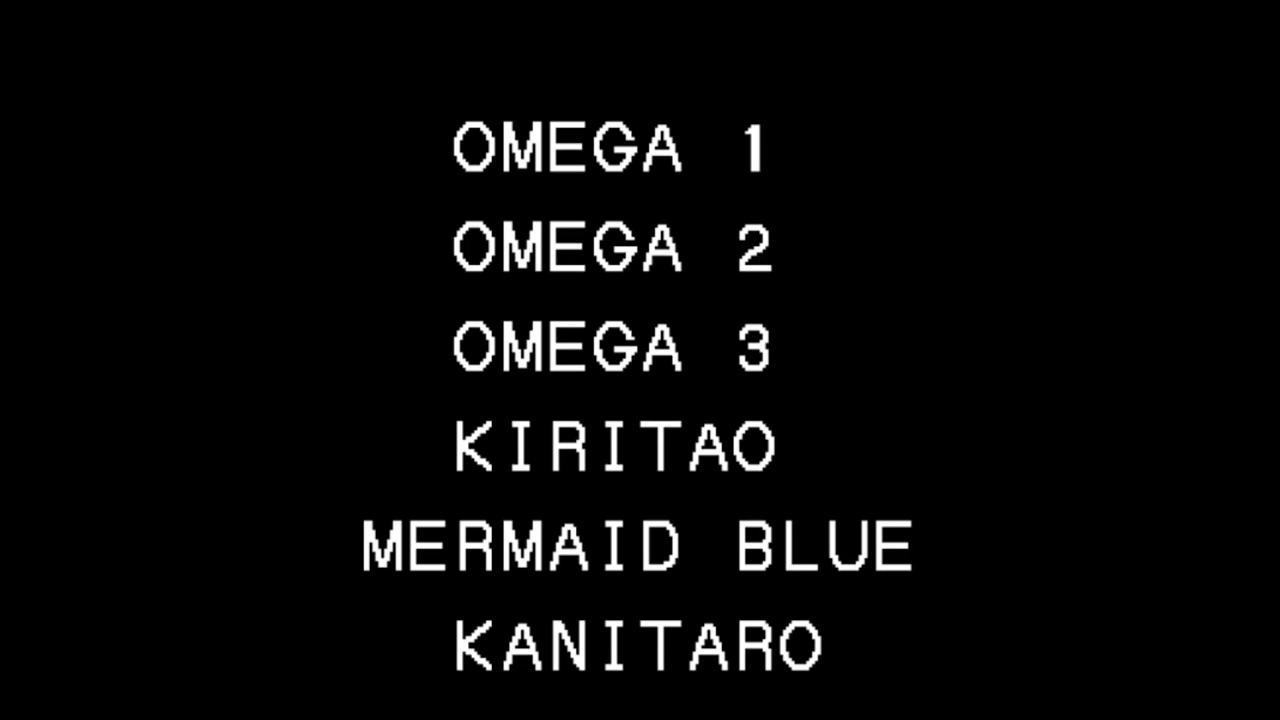 OMEGA 1
OMEGA 2
OMEGA 3
KIRITAO
MERMAID BLUE
KANITARO